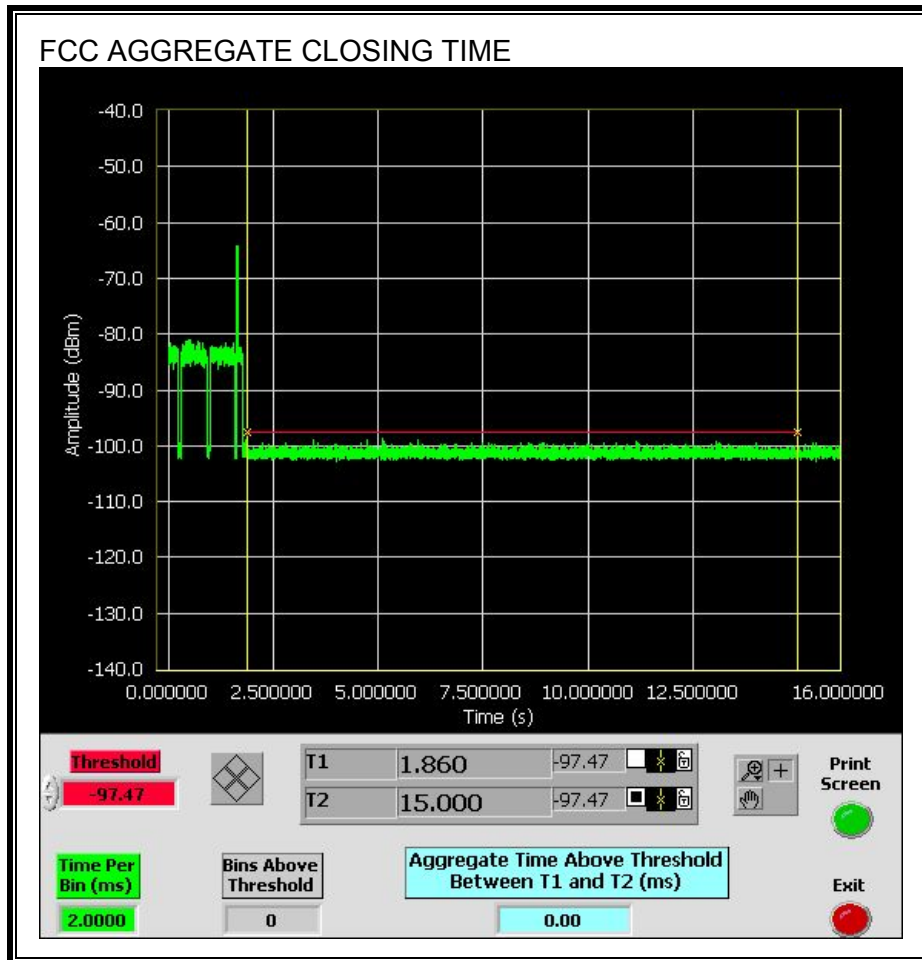 FCC AGGREGATE CLOSING TIME
-40.0
-50.0
-60.0
-70.0
-80.0
-90.0
-100.0
-110.0
-120.0
-130.0
-140.0
Amplitude (dBm)
0.000000 2.500000 5.000000 7.500000 10.000000 12.500000 16.000000
Time (s)
Threshold
-97.47
T1 1.860 -97.47
T2 15.000 -97.47
Print
Screen
Time Per
Bin (ms)
2.0000
Bins Above
Threshold
0
Aggregate Time Above Threshold
Between T1 and T2 (ms)
0.00
Exit